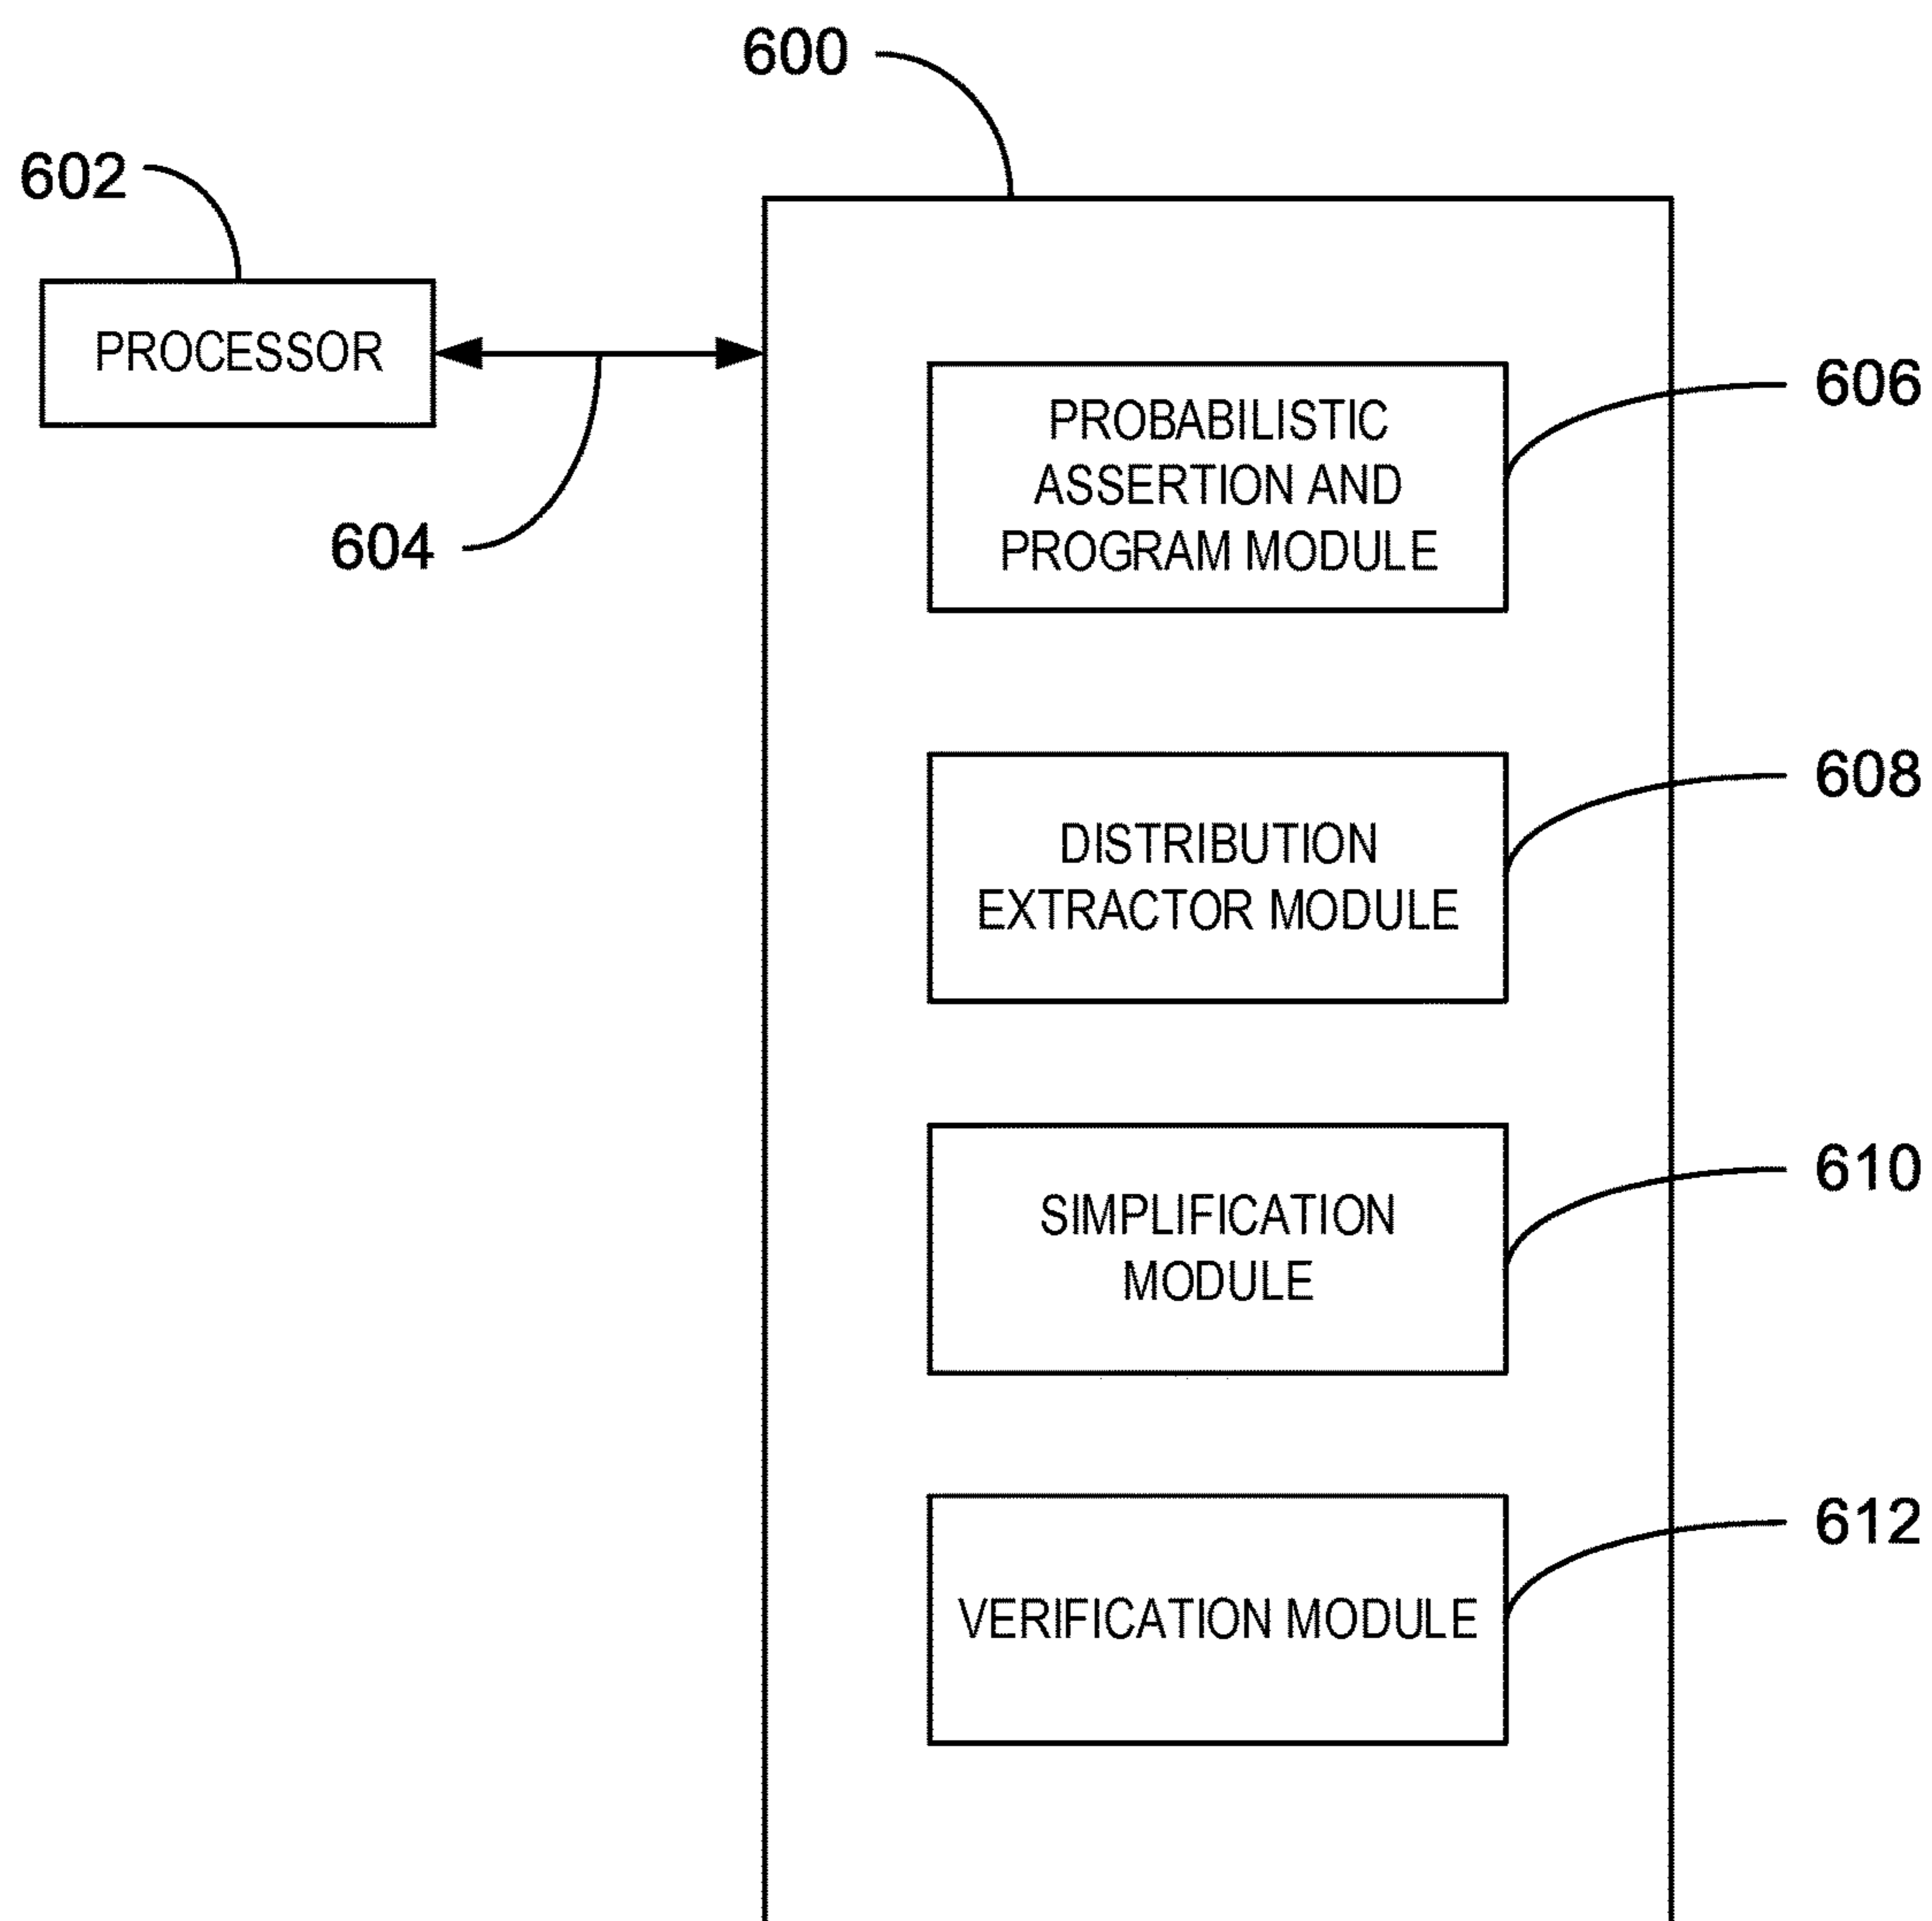 600
602
PROCESSOR
604
PROBABILISTIC
ASSERTION AND
PROGRAM MODULE
606
DISTRIBUTION
EXTRACTOR MODULE
608
SIMPLIFICATION
MODULE
610
VERIFICATION MODULE
612